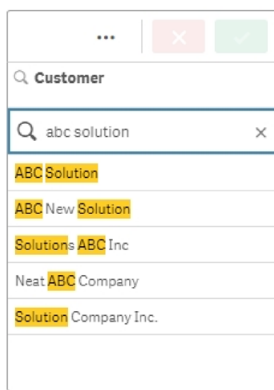 ...
Customer
abc solution
ABC Solution
ABC New Solution
Solutions ABC Inc
Neat ABC Company
Solution Company Inc.